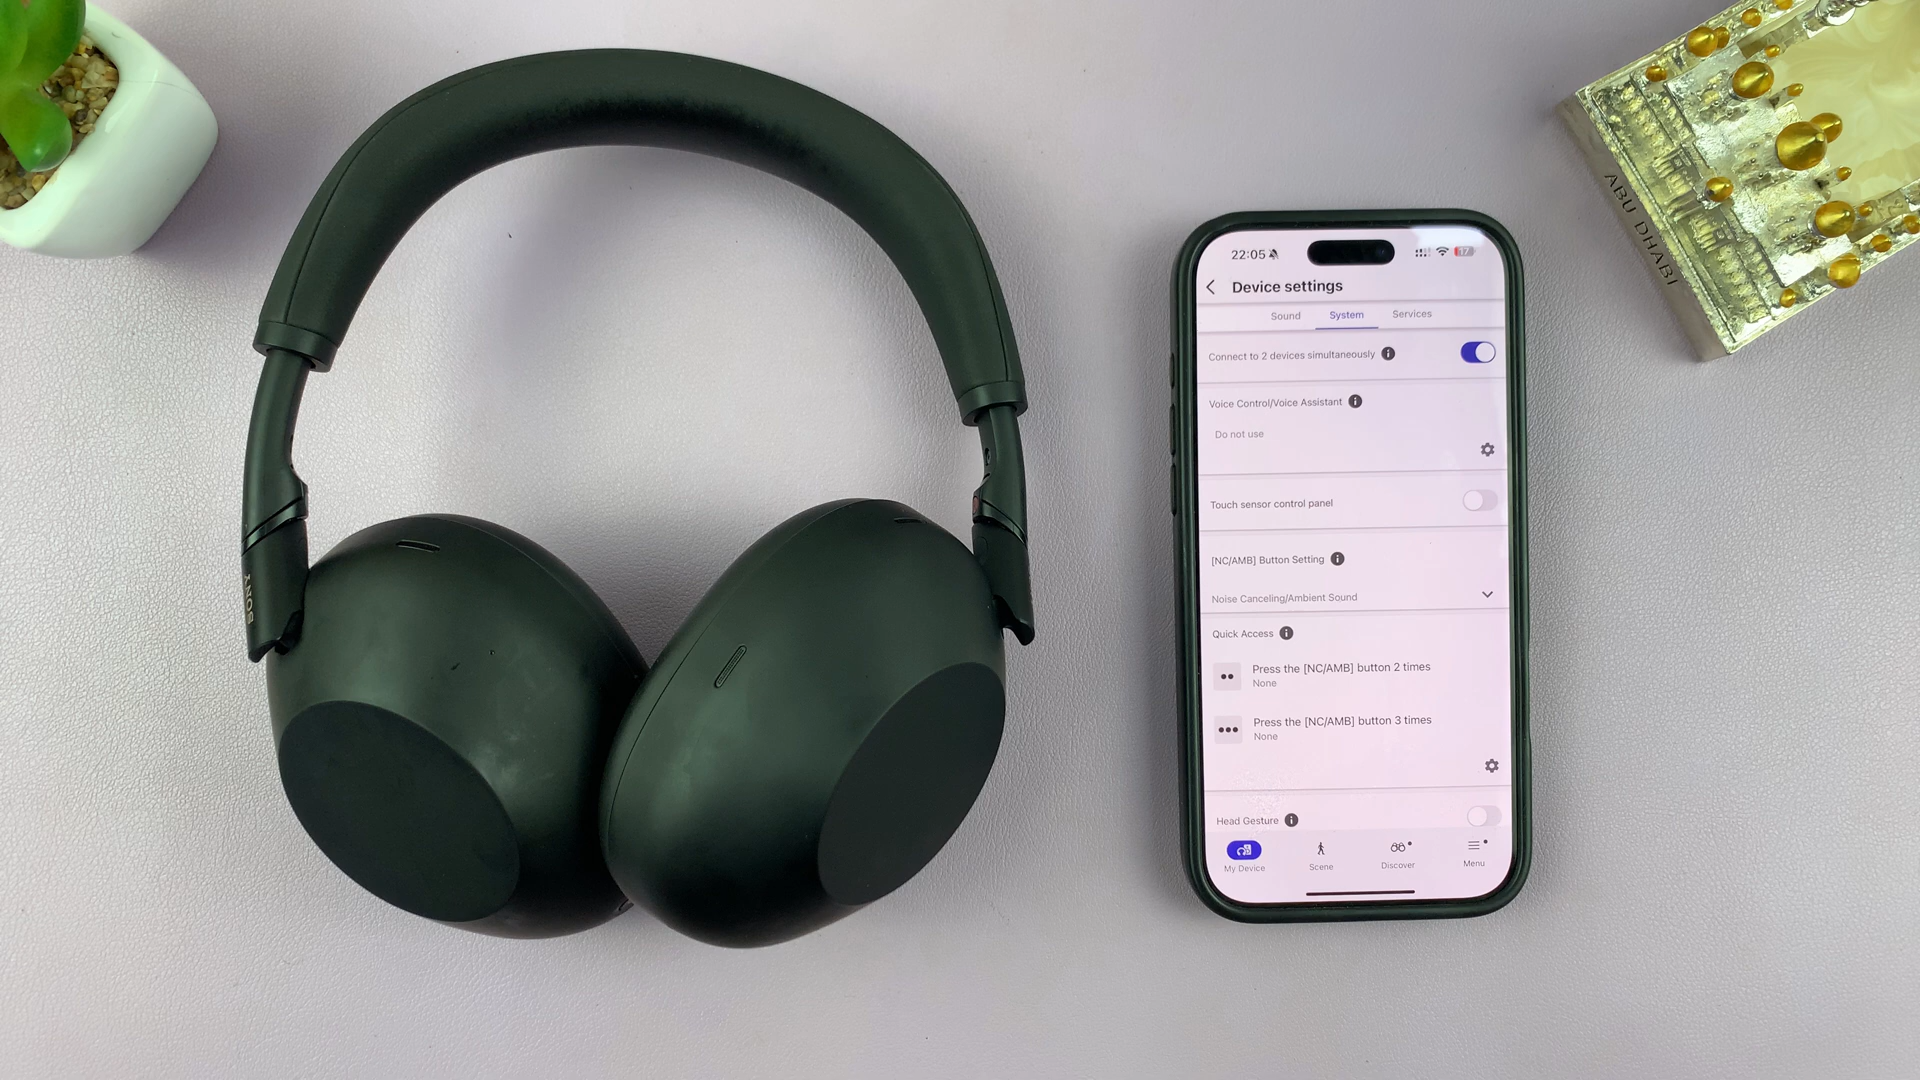 SONY
22:05
17
Device settings
Sound System Services
Connect to 2 devices simultaneously
Voice Control/Voice Assistant
Do not use
Touch sensor control panel
[NC/AMB] Button Setting
Noise Canceling/Ambient Sound
Quick Access
Press the [NC/AMB] button 2 times
None
Press the [NC/AMB] button 3 times
None
Head Gesture
My Device Scene Discover Menu
ABU DHABI